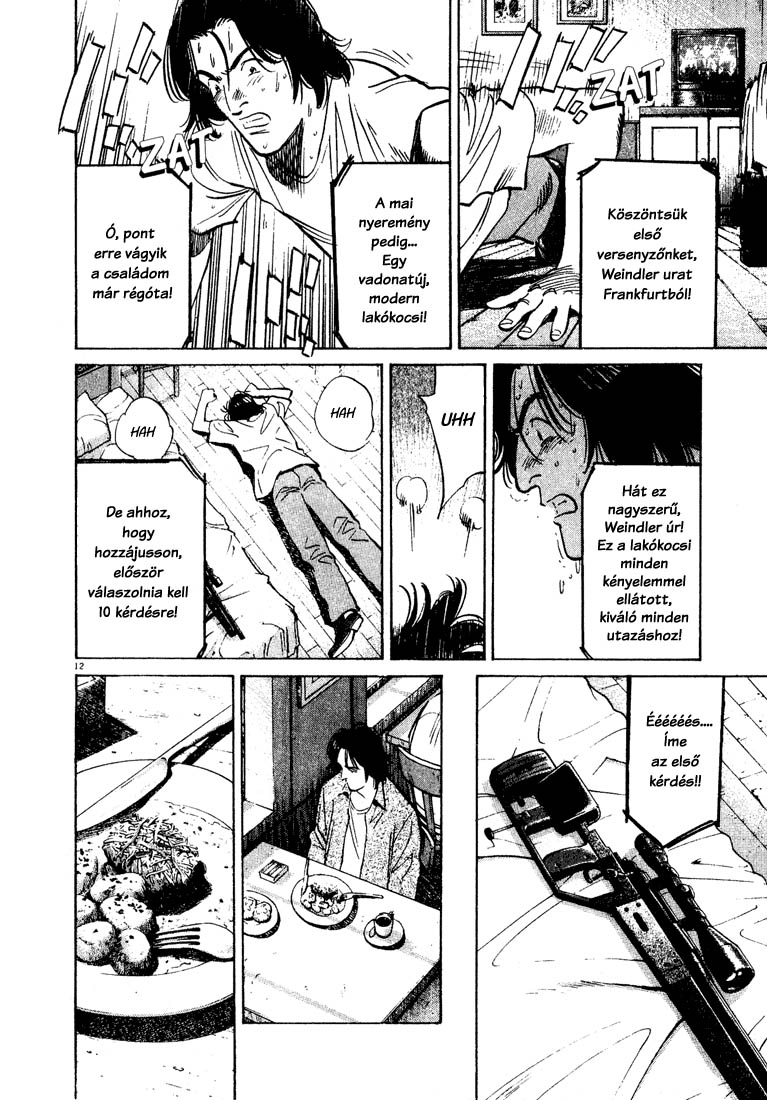 ZAT
Köszöntsük
első
versenyzőnket,
Weindler urat
Frankfurtból!
ZAT
A mai
nyeremény
pedig...
Egy
vadonatúj,
modern
lakókocsi!
Ó, pont
erre vágyik
a családom
már régóta!
Hát ez
nagyszerű,
Weindler úr!
Ez a lakókocsi
minden
kényelemmel
ellátott,
kiváló minden
utazáshoz!
UHH
HAH
HAH
De ahhoz,
hogy
hozzájusson,
először
válaszolnia kell
10 kérdésre!
12
Éééééés....
Íme
az első
kérdés!!